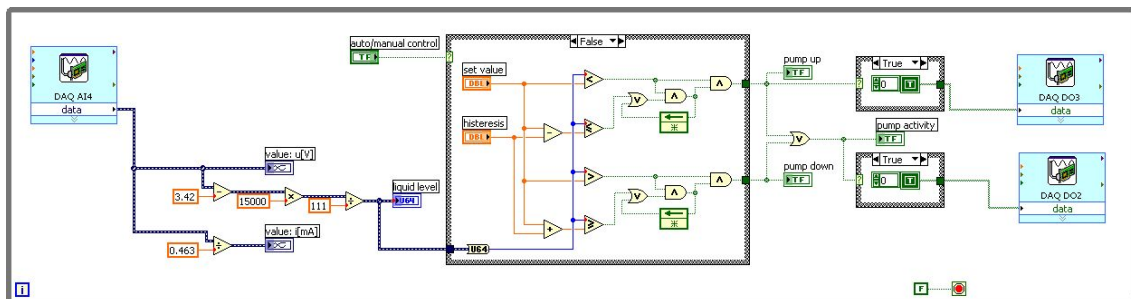 DAQ AI4
data
auto/manual control
TF
False
?
set value
DBL
histeresis
DBL
value: u[V]
3.42
15000
111
liquid level
U64
value: i[mA]
0.463
U64
pump up
TF
pump activity
TF
pump down
TF
True
?
0
T
True
?
0
T
DAQ DO3
data
DAQ DO2
data
i
F